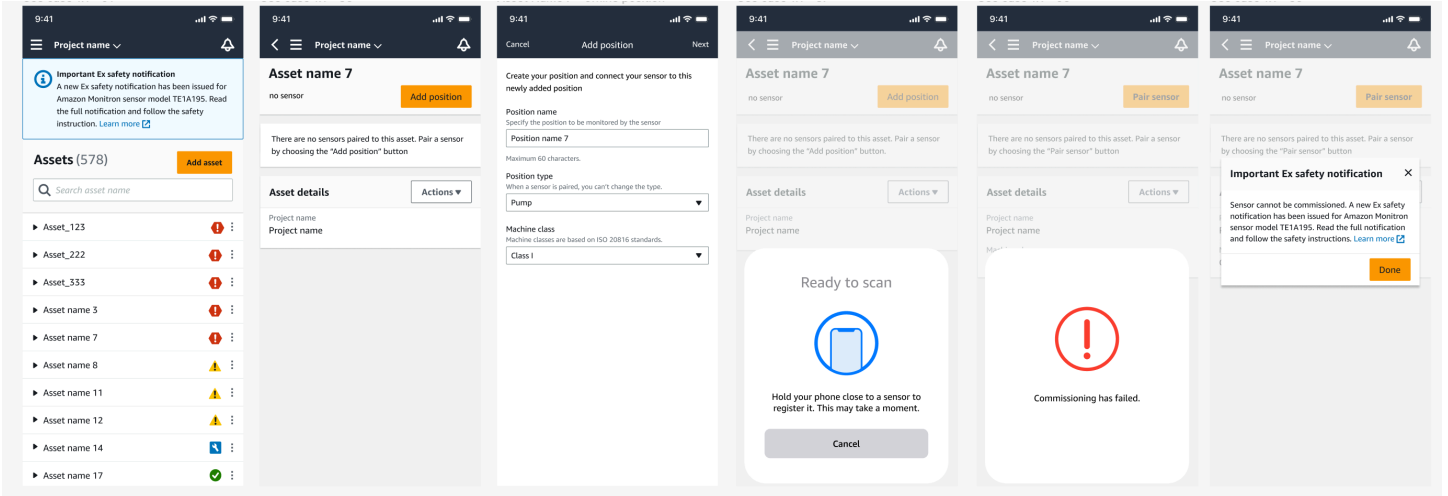 9:41
Project name
Important Ex safety notification
A new Ex safety notification has been issued for
Amazon Monitron sensor model TE1A195. Read
the full notification and follow the safety
instruction. Learn more
Assets (578)
Add asset
Search asset name
Asset_123
Asset_222
Asset_333
Asset name 3
Asset name 7
Asset name 8
Asset name 11
Asset name 12
Asset name 14
Asset name 17
9:41
Project name
Asset name 7
no sensor
Add position
There are no sensors paired to this asset. Pair a sensor
by choosing the “Add position” button
Asset details
Actions
Project name
Project name
9:41
Cancel
Add position
Next
Create your position and connect your sensor to this
newly added position
Position name
Specify the position to be monitored by the sensor
Position name 7
Maximum 60 characters.
Position type
When a sensor is paired, you can't change the type.
Pump
Machine class
Machine classes are based on ISO 20816 standards.
Class I
9:41
Project name
Asset name 7
no sensor
Add position
There are no sensors paired to this asset. Pair a sensor
by choosing the “Add position” button.
Asset details
Actions
Project name
Project name
Ready to scan
Hold your phone close to a sensor to
register it. This may take a moment.
Cancel
9:41
Project name
Asset name 7
no sensor
Pair sensor
There are no sensors paired to this asset. Pair a sensor
by choosing the “Pair sensor” button
Asset details
Actions
Project name
Project name
Commissioning has failed.
9:41
Project name
Asset name 7
no sensor
Pair sensor
There are no sensors paired to this asset. Pair a sensor
by choosing the “Pair sensor” button
Important Ex safety notification
Sensor cannot be commissioned. A new Ex safety
notification has been issued for Amazon Monitron
sensor model TE1A195. Read the full notification
and follow the safety instructions. Learn more
Done